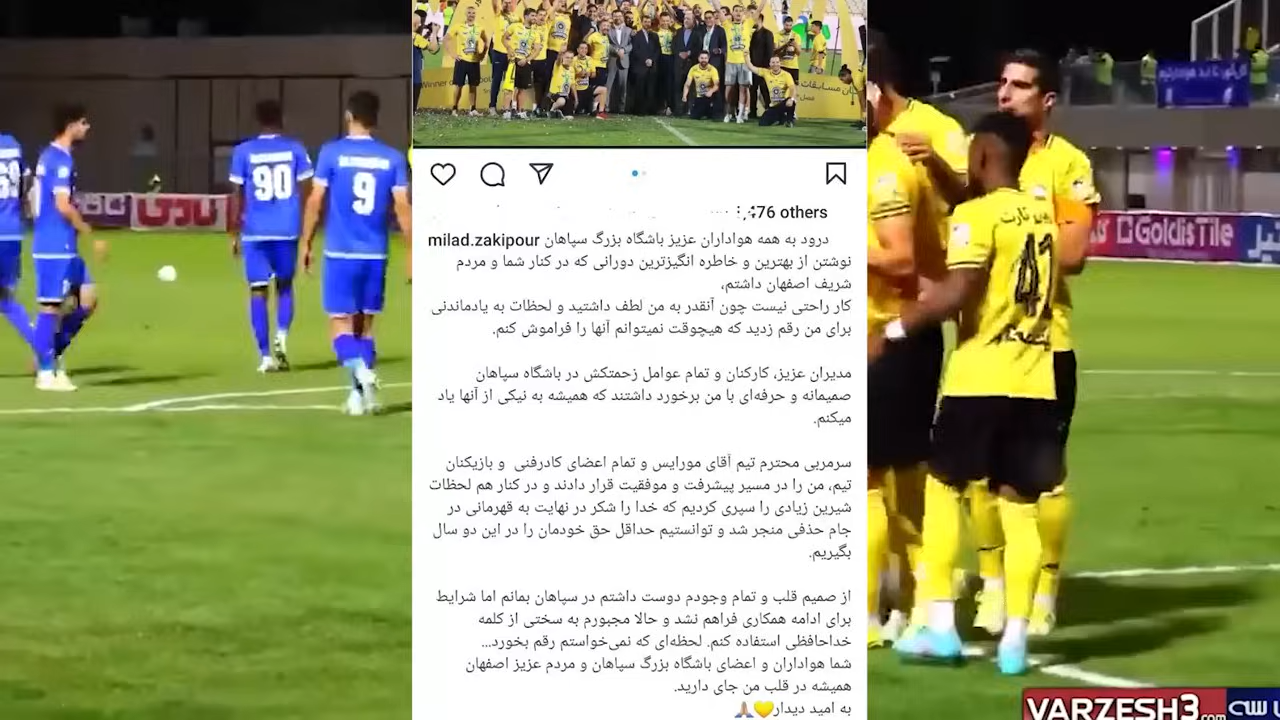 Winner
ان مسابقات
فصل
476 others
milad.zakipour درود به همه هواداران عزیز باشگاه بزرگ سپاهان
نوشتن از بهترین و خاطره انگیزترین دورانی که در کنار شما و مردم
شریف اصفهان داشتم،
کار راحتی نیست چون آنقدر به من لطف داشتید و لحظات به یادماندنی
برای من رقم زدید که هیچوقت نمیتوانم آنها را فراموش کنم.
مدیران عزیز، کارکنان و تمام عوامل زحمتکش در باشگاه سپاهان
صمیمانه و حرفه‌ای با من برخورد داشتند که همیشه به نیکی از آنها یاد
میکنم.
سرمربی محترم تیم آقای مورایس و تمام اعضای کادرفنی و بازیکنان
تیم، من را در مسیر پیشرفت و موفقیت قرار دادند و در کنار هم لحظات
شیرین زیادی را سپری کردیم که خدا را شکر در نهایت به قهرمانی در
جام حذفی منجر شد و توانستیم حداقل حق خودمان را در این دو سال
بگیریم.
از صمیم قلب و تمام وجودم دوست داشتم در سپاهان بمانم اما شرایط
برای ادامه همکاری فراهم نشد و حالا مجبورم به سختی از کلمه
خداحافظی استفاده کنم. لحظه‌ای که نمی‌خواستم رقم بخورد...
شما هواداران و اعضای باشگاه بزرگ سپاهان و مردم عزیز اصفهان
همیشه در قلب من جای دارید.
به امید دیدار💛🙏🏼
69
90
9
41
GoldisTile
VARZESH3.com